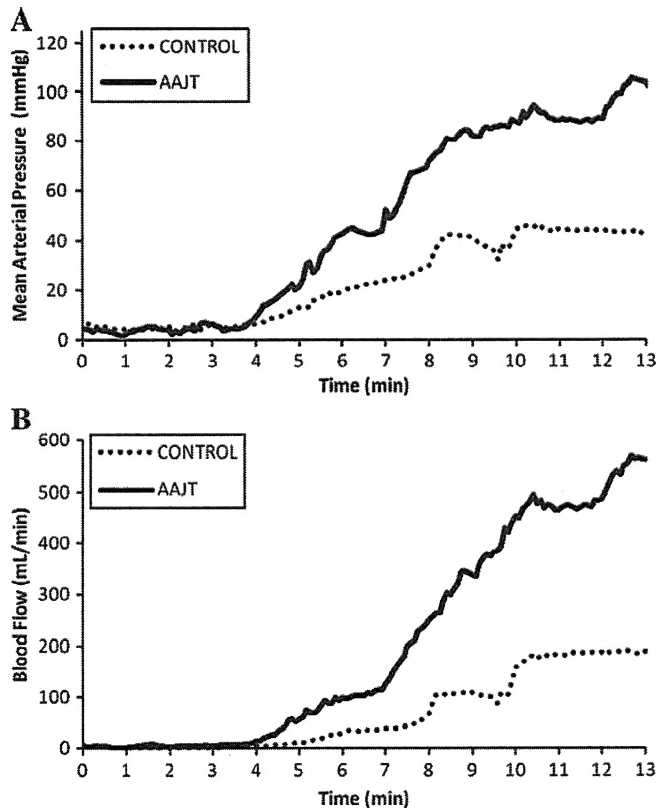 A
CONTROL
AAJT
Mean Arterial Pressure (mmHg)
120
100
80
60
40
20
0
0 1 2 3 4 5 6 7 8 9 10 11 12 13
Time (min)
B
CONTROL
AAJT
Blood Flow (mL/min)
600
500
400
300
200
100
0
0 1 2 3 4 5 6 7 8 9 10 11 12 13
Time (min)